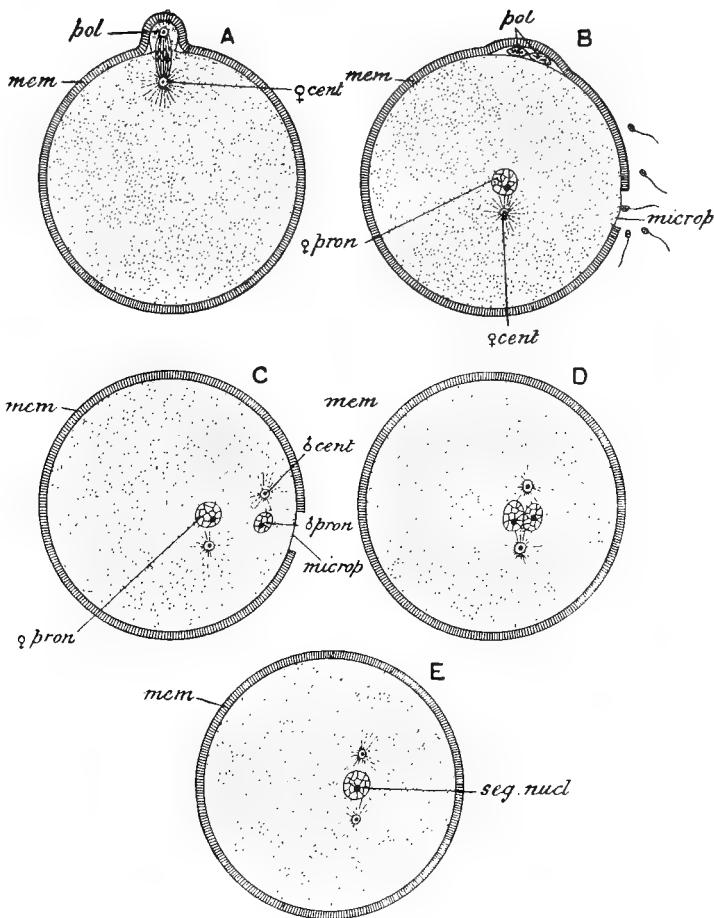 pol
A
mem
♀cent
pol
B
mem
microp
♀pron
♀cent
C
mem
♂cent
♂pron
microp
♀pron
D
mem
E
mem
seg. nucl